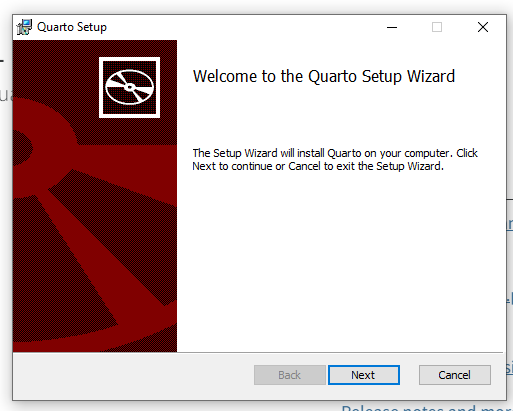 Quarto Setup
Welcome to the Quarto Setup Wizard
The Setup Wizard will install Quarto on your computer. Click
Next to continue or Cancel to exit the Setup Wizard.
Back
Next
Cancel